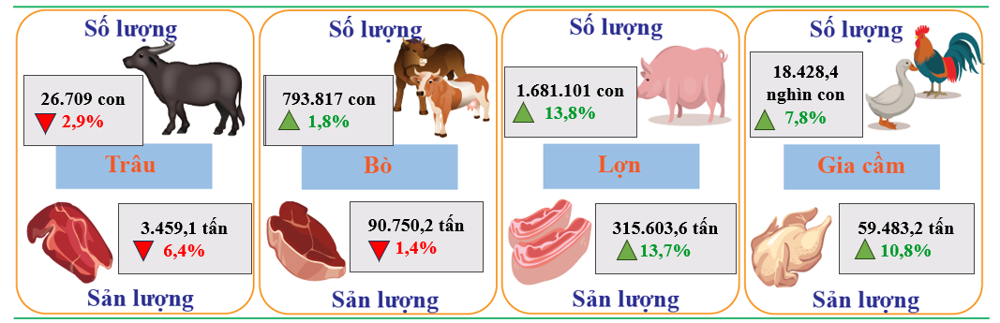 Số lượng
26.709 con
2,9%
Trâu
3.459,1 tấn
6,4%
Sản lượng
Số lượng
793.817 con
1,8%
Bò
90.750,2 tấn
1,4%
Sản lượng
Số lượng
1.681.101 con
13,8%
Lợn
315.603,6 tấn
13,7%
Sản lượng
Số lượng
18.428,4
nghìn con
7,8%
Gia cầm
59.483,2 tấn
10,8%
Sản lượng